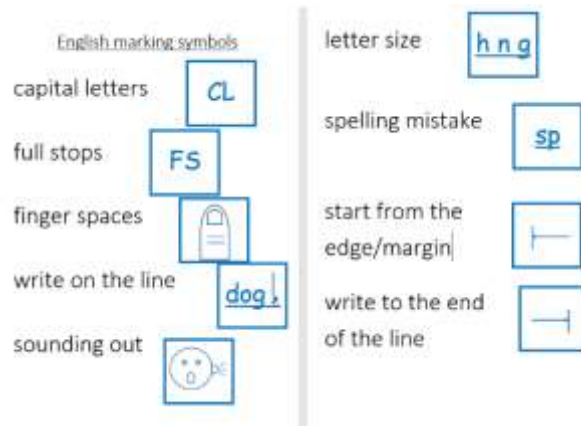 English marking symbols
capital letters
CL
full stops
FS
finger spaces
write on the line
dog
sounding out
letter size
h n g
spelling mistake
sp
start from the
edge/margin
write to the end
of the line